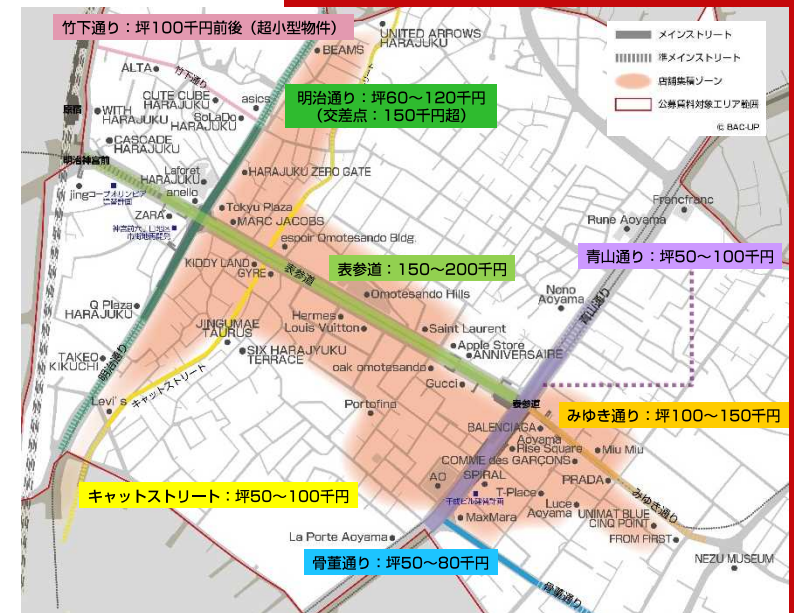 竹下通り：坪100千円前後（超小型物件）
UNITED ARROWS
HARAJUKU
BEAMS
メインストリート
準メインストリート
店舗集積ゾーン
公募賃料対象エリア範囲
© BAC-UP
ALTA
竹下通り
CUTE CUBE
HARAJUKU
asics
明治通り：坪60～120千円
（交差点：150千円超）
原宿
WITH
HARAJUKU
SoLaDo
HARAJUKU
CASCADE
HARAJUKU
明治神宮前
Laforet
HARAJUKU
HARAJUKU ZERO GATE
jing
コープオリンピア
anello
ZARA
Tokyu Plaza
MARC JACOBS
Francfranc
Rune Aoyama
espoir Omotesando Bldg.
青山通り：坪50～100千円
KIDDY LAND
GYRE
表参道
表参道：150～200千円
Omotesando Hills
Nono
Aoyama
青山通り
Q Plaza
HARAJUKU
Hermes
Louis Vuitton
JINGUMAE
TAURUS
Saint Laurent
Apple Store
ANNIVERSAIRE
SIX HARAJYUKU
TERRACE
TAKEO
KIKUCHI
明治通り
oak omotesando
Gucci
キャットストリート
Levi's
Portofino
表参道
みゆき通り：坪100～150千円
BALENCIAGA
Aoyama
Rise Square
Miu Miu
COMME des GARÇONS
AO
SPIRAL
PRADA
キャットストリート：坪50～100千円
T-Place
Luce
Aoyama
みゆき通り
UNIMAT BLUE
CINQ POINT
MaxMara
FROM FIRST
La Porte Aoyama
骨董通り：坪50～80千円
NEZU MUSEUM
骨董通り